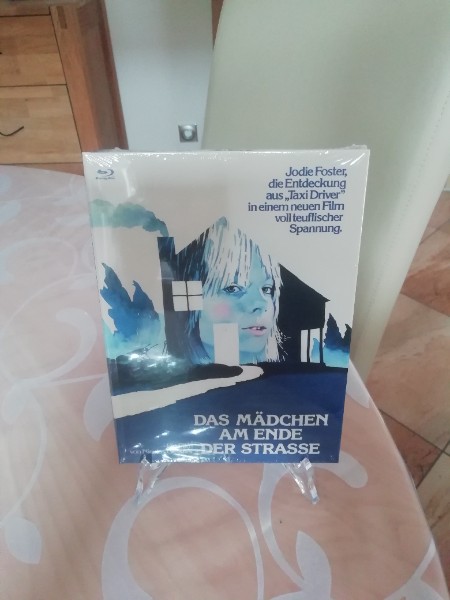 Jodie Foster,
die Entdeckung
aus „Taxi Driver"
in einem neuen Film
voll teuflischer
Spannung.
DAS MÄDCHEN
AM ENDE
DER STRASSE